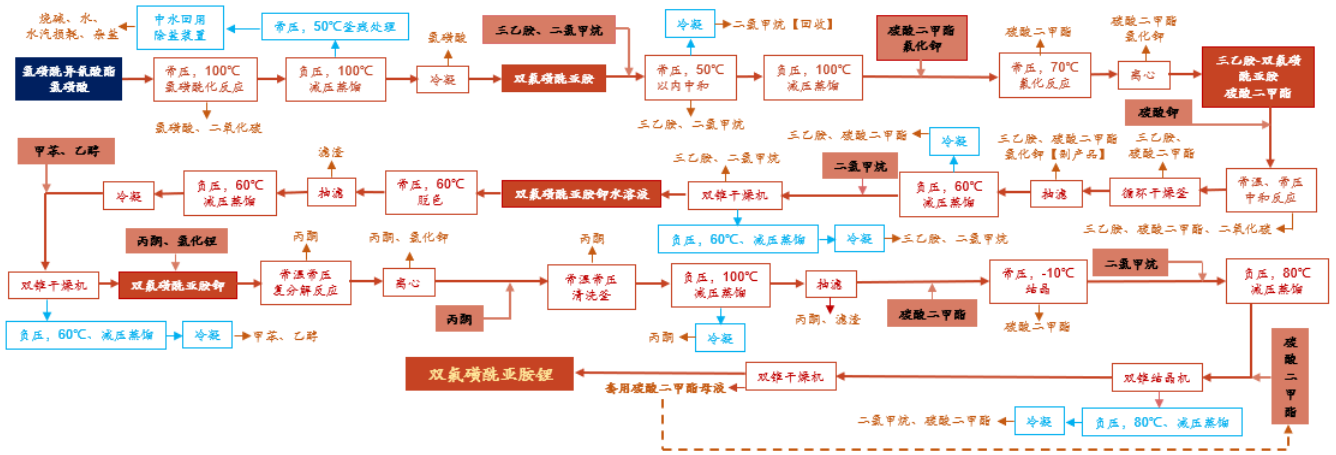 烧碱、水、
水汽损耗、杂盐
中水回用
除盐装置
常压，50℃釜残处理
氯磺酸
三乙胺、二氯甲烷
冷凝
二氯甲烷【回收】
碳酸二甲酯
氟化钾
碳酸二甲酯
碳酸二甲酯
氟化钾
氯磺酰异氰酸酯
氯磺酸
常压，100℃
氯磺酰化反应
负压，100℃
减压蒸馏
冷凝
双氯磺酰亚胺
常压，50℃
以内中和
负压，100℃
减压蒸馏
常压，70℃
氟化反应
离心
三乙胺-双氟磺
酰亚胺
碳酸二甲酯
氯磺酸、二氧化碳
三乙胺、二氯甲烷
碳酸钾
甲苯、乙醇
滤渣
三乙胺、二氯甲烷
三乙胺、碳酸二甲酯
冷凝
二氯甲烷
三乙胺、碳酸二甲酯
氟化钾【副产品】
三乙胺、
碳酸二甲酯
冷凝
负压，60℃
减压蒸馏
抽滤
常压，60℃
脱色
双氟磺酰亚胺钾水溶液
双锥干燥机
负压，60℃
减压蒸馏
抽滤
循环干燥釜
常温、常压
中和反应
负压，60℃、减压蒸馏
冷凝
三乙胺、二氯甲烷
三乙胺、碳酸二甲酯、二氧化碳
丙酮、氯化锂
丙酮
丙酮、氯化钾
丙酮
二氯甲烷
双锥干燥机
双氟磺酰亚胺钾
常温常压
复分解反应
离心
常温常压
清洗釜
负压，100℃
减压蒸馏
抽滤
常压，-10℃
结晶
负压，80℃
减压蒸馏
丙酮
碳酸二甲酯
丙酮、滤渣
碳酸二甲酯
负压，60℃、减压蒸馏
冷凝
甲苯、乙醇
丙酮
冷凝
碳
酸
二
甲
酯
双氟磺酰亚胺锂
双锥干燥机
双锥结晶机
套用碳酸二甲酯母液
二氯甲烷、碳酸二甲酯
冷凝
负压，80℃、减压蒸馏